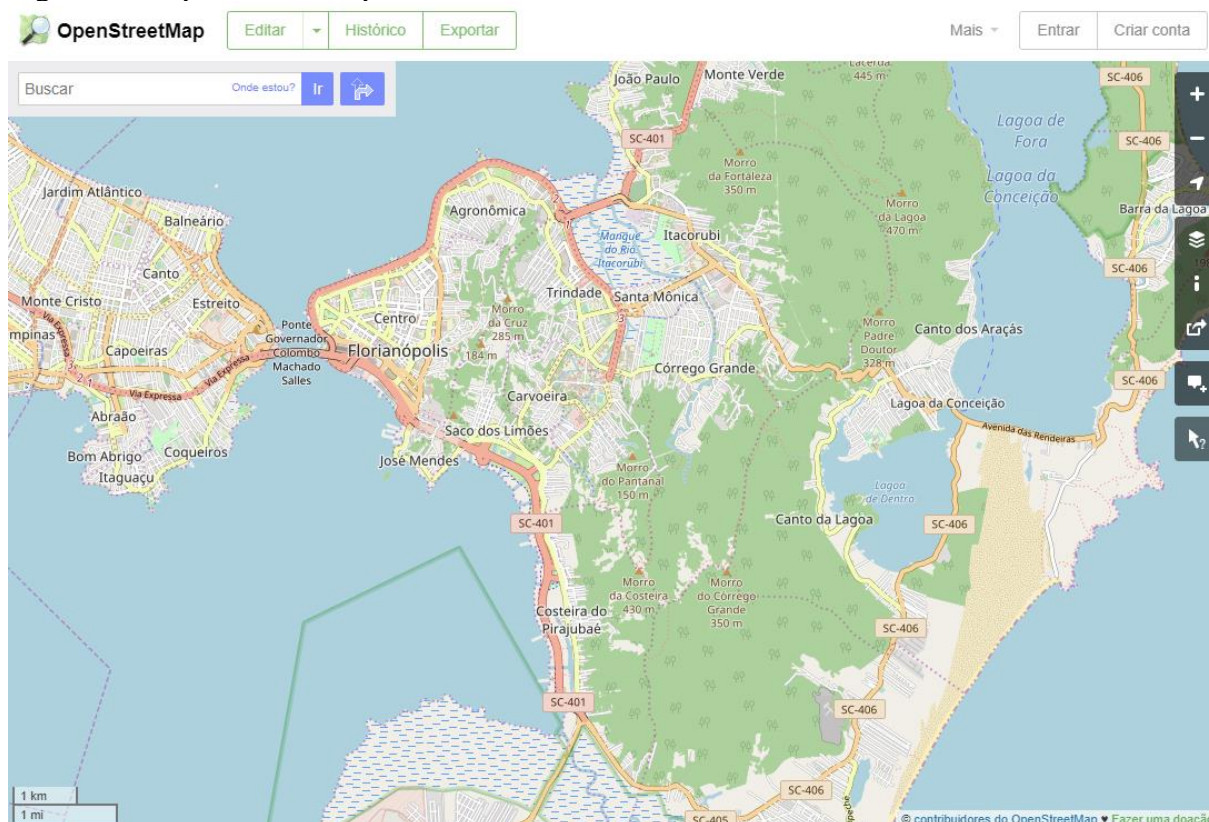 OpenStreetMap
Editar
Histórico
Exportar
Mais
Entrar
Criar conta
Buscar
Onde estou?
Ir
João Paulo
Monte Verde
445 m
SC-406
Lagoa de
Fora
SC-401
SC-406
Morro
da Fortaleza
350 m
Lagoa da
Conceição
Jardim Atlântico
Morro
da Lagoa
470 m
Barra da Lagoa
Agronômica
Balneário
Itacorubi
Mangue
do Rio
Itacorubi
SC-406
Canto
Monte Cristo
Estreito
Trindade
Santa Mônica
Morro
da Cruz
285 m
Centro
Ponte
Governador
Colombo
Machado
Salles
Via Expressa
mpinas
Capoeiras
Florianópolis
184 m
Morro
Padre
Doutor
328 m
Canto dos Araçás
Córrego Grande
Via Expressa
Via Expressa
SC-406
Carvoeira
Lagoa da Conceição
Abraão
Avenida das Rendeiras
Saco dos Limões
Bom Abrigo
Coqueiros
José Mendes
Itaguaçu
Morro
do Pantanal
150 m
Lagoa
de Dentro
SC-401
Canto da Lagoa
SC-406
Morro
da Costeira
430 m
Morro
do Córrego
Grande
350 m
Costeira do
Pirajubaé
SC-406
SC-401
SC-406
SC-406
SC-405
1 km
1 mi
© contribuidores do OpenStreetMap ♥ Fazer uma doação